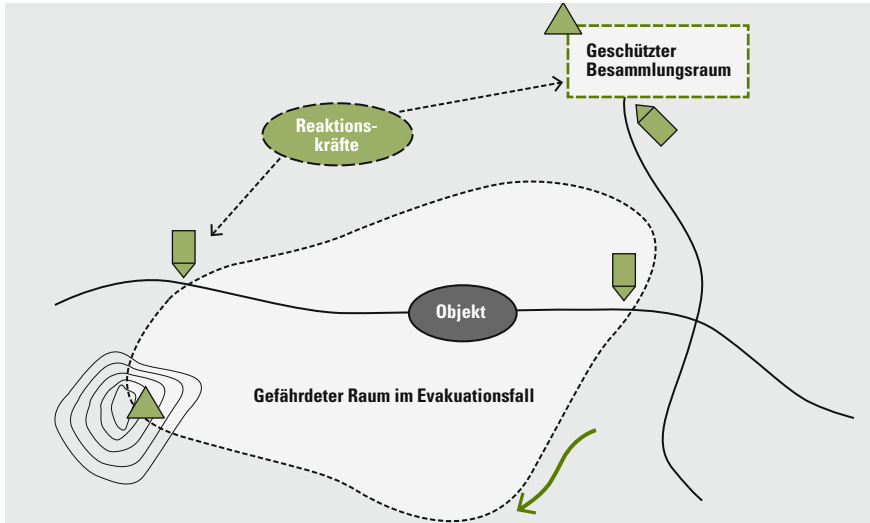 Geschützter
Besammlungsraum
Reaktions-
kräfte
Objekt
Gefährdeter Raum im Evakuationsfall